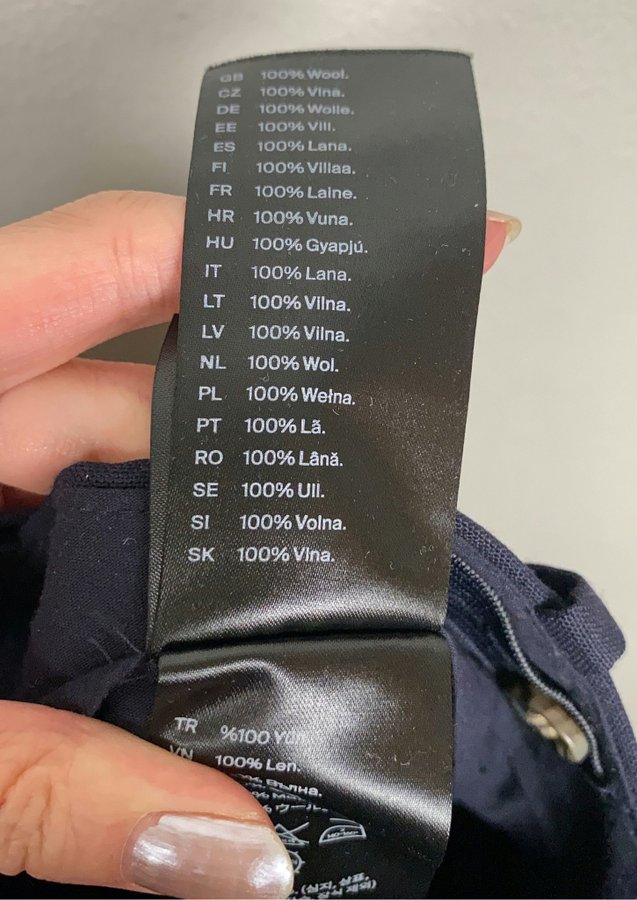 GB 100% Wool.
CZ 100% Vlna.
DE 100% Wolle.
EE 100% Vill.
ES 100% Lana.
FI 100% Villaa.
FR 100% Laine.
HR 100% Vuna.
HU 100% Gyapjú.
IT 100% Lana.
LT 100% Vilna.
LV 100% Vilna.
NL 100% Wol.
PL 100% Wełna.
PT 100% Lã.
RO 100% Lână.
SE 100% Ull.
SI 100% Volna.
SK 100% Vlna.
TR %100 Yün
VN 100% Len.
Вълна.